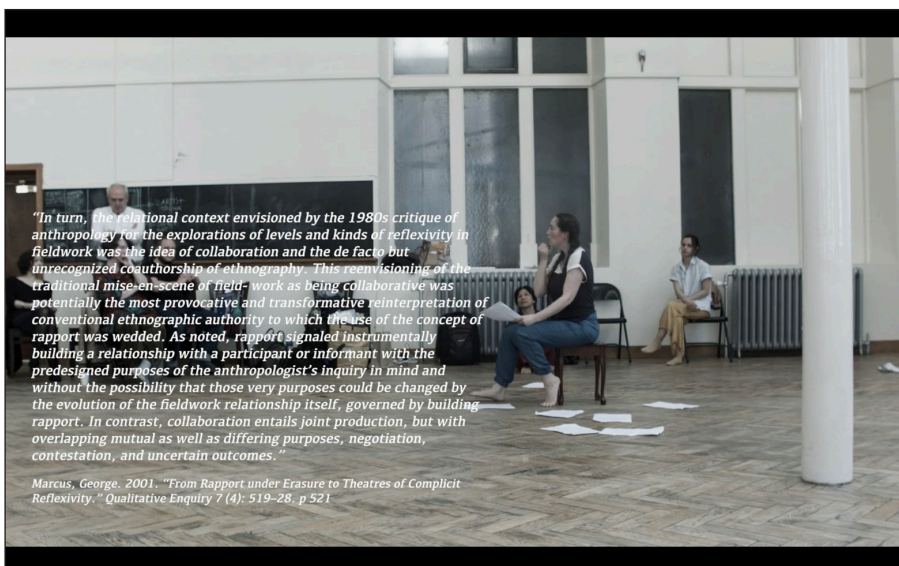 “In turn, the relational context envisioned by the 1980s critique of
anthropology for the explorations of levels and kinds of reflexivity in
fieldwork was the idea of collaboration and the de facto but
unrecognized coauthorship of ethnography. This reenvisioning of the
traditional mise-en-scene of field- work as being collaborative was
potentially the most provocative and transformative reinterpretation of
conventional ethnographic authority to which the use of the concept of
rapport was wedded. As noted, rapport signaled instrumentally
building a relationship with a participant or informant with the
predesigned purposes of the anthropologist’s inquiry in mind and
without the possibility that those very purposes could be changed by
the evolution of the fieldwork relationship itself, governed by building
rapport. In contrast, collaboration entails joint production, but with
overlapping mutual as well as differing purposes, negotiation,
contestation, and uncertain outcomes.”
Marcus, George. 2001. “From Rapport under Erasure to Theatres of Complicit
Reflexivity.” Qualitative Enquiry 7 (4): 519–28, p 521